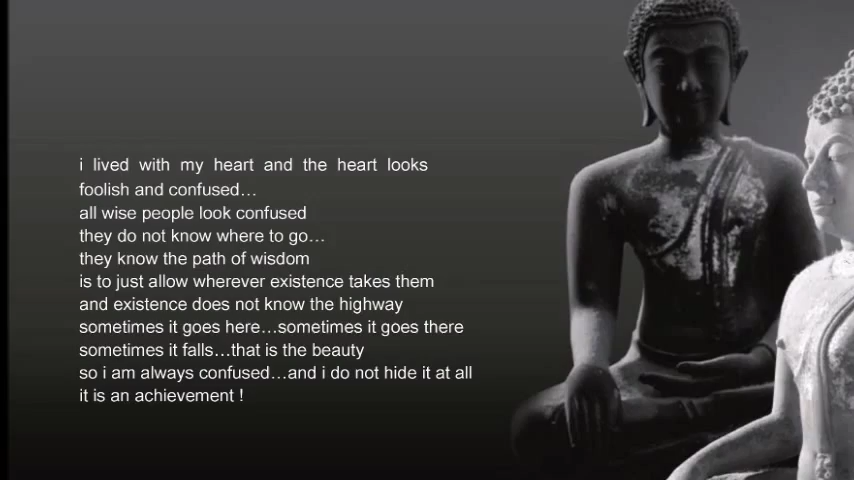 i lived with my heart and the heart looks
foolish and confused…
all wise people look confused
they do not know where to go…
they know the path of wisdom
is to just allow wherever existence takes them
and existence does not know the highway
sometimes it goes here…sometimes it goes there
sometimes it falls…that is the beauty
so i am always confused…and i do not hide it at all
it is an achievement !